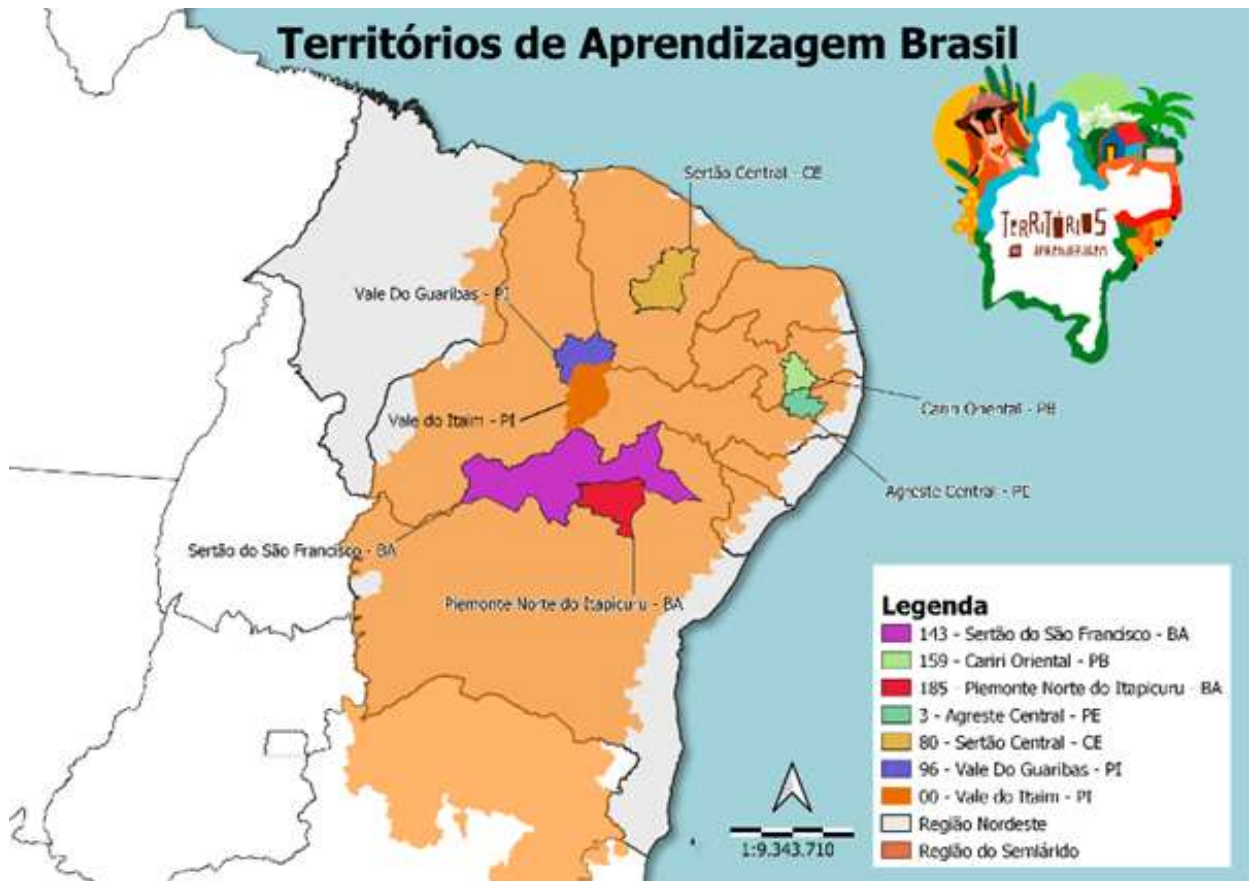 Territórios de Aprendizagem Brasil
TERRITÓRIOS
DE APRENDIZAGEM
Sertão Central - CE
Vale Do Guaribas - PI
Vale do Itaim - PI
Cariri Oriental - PB
Agreste Central - PE
Sertão do São Francisco - BA
Piemonte Norte do Itapicuru - BA
Legenda
143 - Sertão do São Francisco - BA
159 - Cariri Oriental - PB
185 - Piemonte Norte do Itapicuru - BA
3 - Agreste Central - PE
80 - Sertão Central - CE
96 - Vale Do Guaribas - PI
00 - Vale do Itaim - PI
Região Nordeste
Região do Semiárido
1:9.343.710